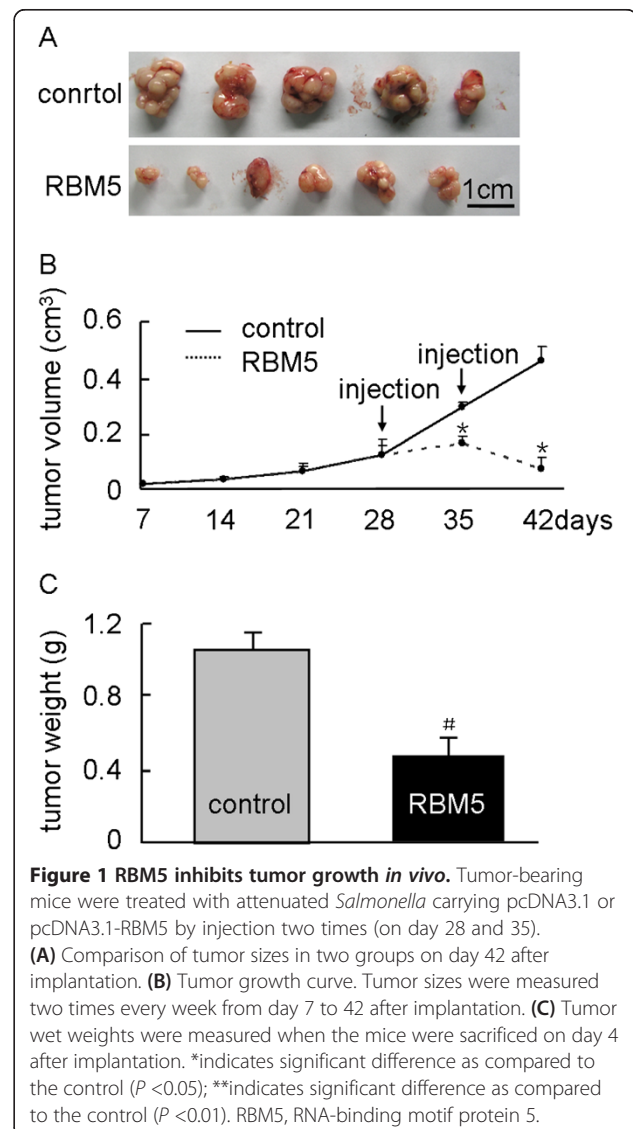 A
conrtol
RBM5
1cm
B
tumor volume (cm³)
0.6
0.4
0.2
0
control
RBM5
injection
injection
*
*
7 14 21 28 35 42days
C
tumor weight (g)
1.2
0.8
0.4
0
control
#
RBM5
Figure 1 RBM5 inhibits tumor growth in vivo. Tumor-bearing
mice were treated with attenuated Salmonella carrying pcDNA3.1 or
pcDNA3.1-RBM5 by injection two times (on day 28 and 35).
(A) Comparison of tumor sizes in two groups on day 42 after
implantation. (B) Tumor growth curve. Tumor sizes were measured
two times every week from day 7 to 42 after implantation. (C) Tumor
wet weights were measured when the mice were sacrificed on day 4
after implantation. *indicates significant difference as compared to
the control (P <0.05); **indicates significant difference as compared
to the control (P <0.01). RBM5, RNA-binding motif protein 5.